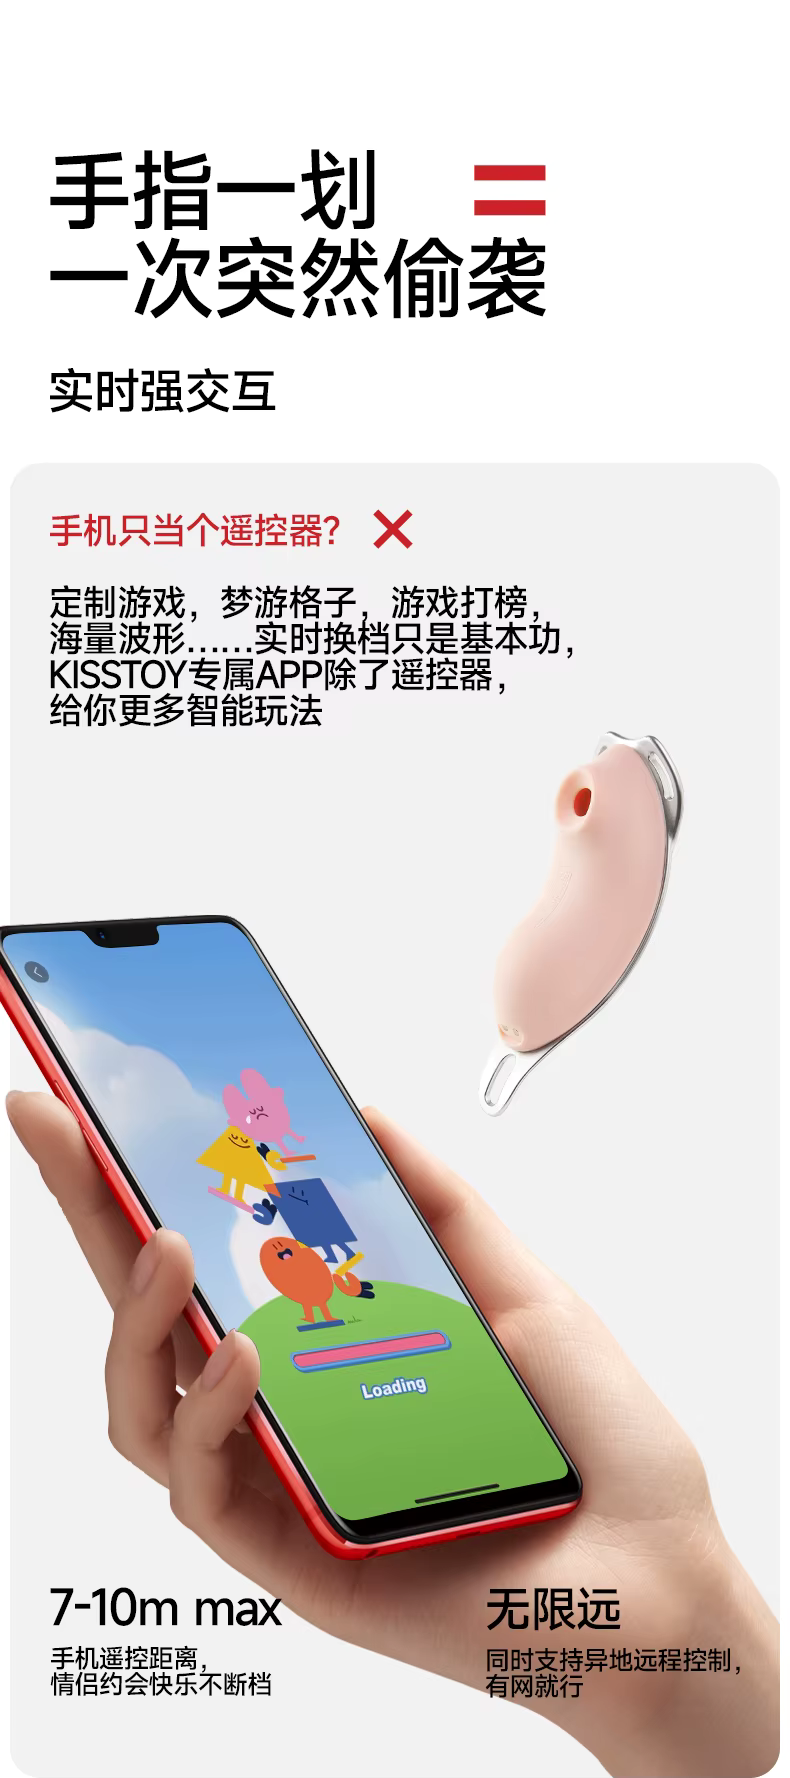 手指一划 =
一次突然偷袭
实时强交互
手机只当个遥控器?
定制游戏，梦游格子，游戏打榜，
海量波形……实时换档只是基本功，
KISSTOY专属APP除了遥控器，
给你更多智能玩法
Loading
7-10m max
手机遥控距离，
情侣约会快乐不断档
无限远
同时支持异地远程控制，
有网就行